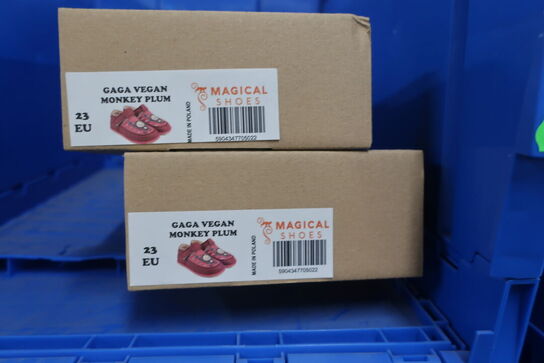 GAGA VEGAN
MONKEY PLUM
23
EU
MADE IN POLAND
MAGICAL
SHOES
5904347705022
GAGA VEGAN
MONKEY PLUM
23
EU
MADE IN POLAND
MAGICAL
SHOES
5904347705022